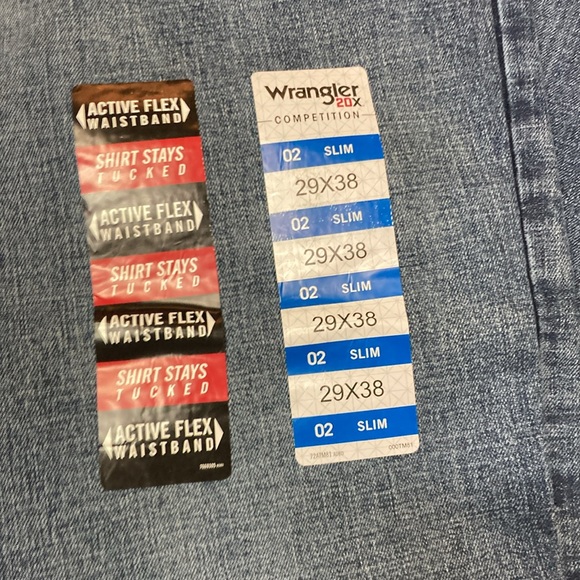 ACTIVE FLEX
WAISTBAND
SHIRT STAYS
TUCKED
ACTIVE FLEX
WAISTBAND
SHIRT STAYS
TUCKED
ACTIVE FLEX
WAISTBAND
SHIRT STAYS
TUCKED
ACTIVE FLEX
WAISTBAND
Wrangler
20X
COMPETITION
02 SLIM
29X38
02 SLIM
29X38
02 SLIM
29X38
02 SLIM
29X38
02 SLIM